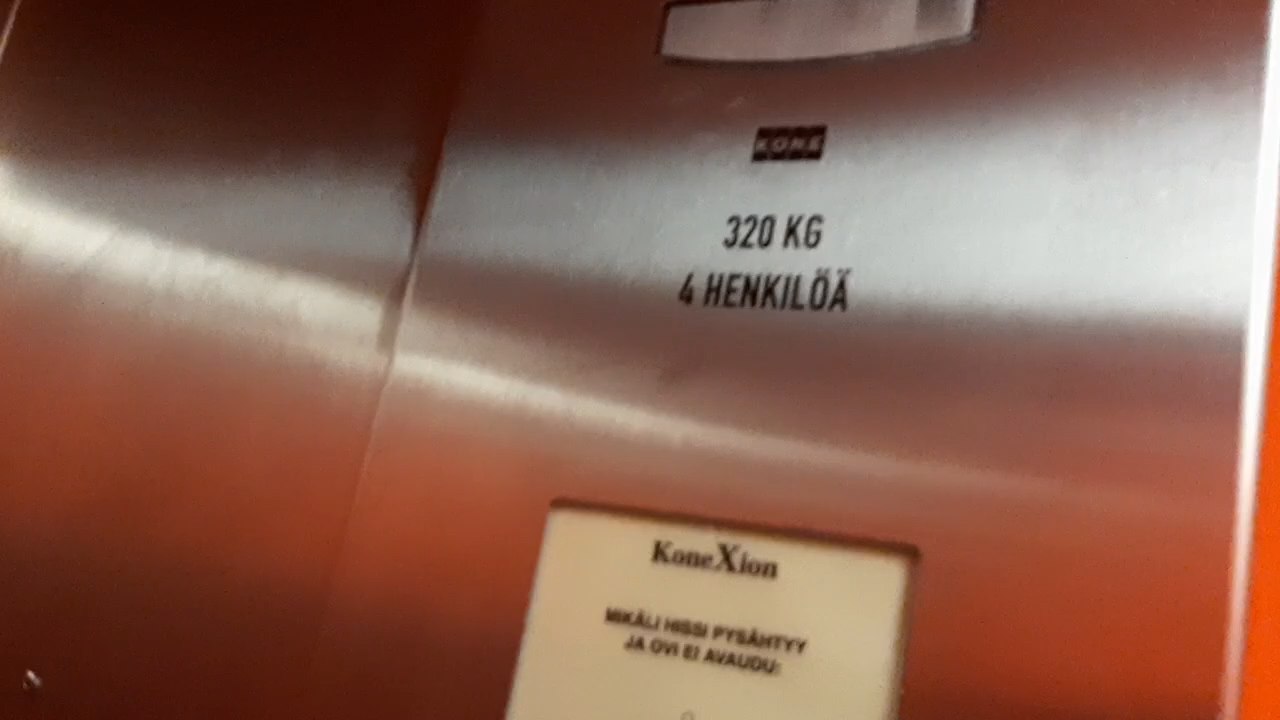 KONE
320 KG
4 HENKILÖÄ
KoneXion
MIKÄLI HISSI PYSÄHTYY
JA OVI EI AVAUDU: